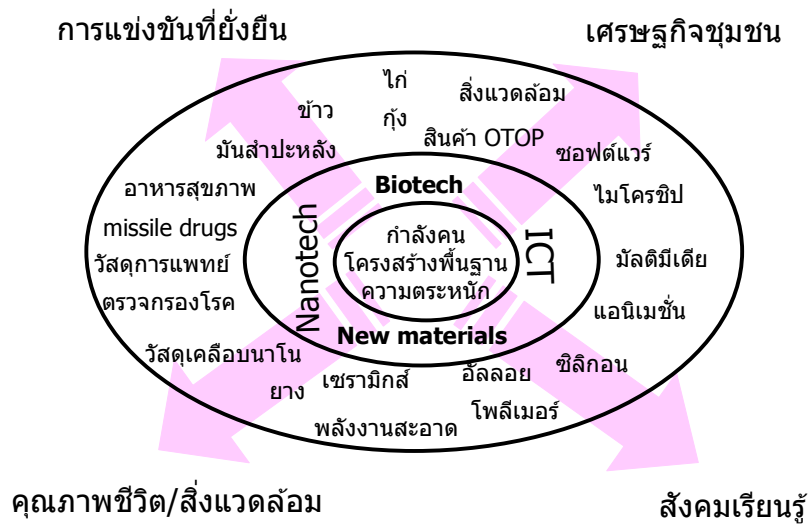 การแข่งขันที่ยั่งยืน
เศรษฐกิจชุมชน
ไก่
สิ่งแวดล้อม
ข้าว
กุ้ง
สินค้า OTOP
มันสำปะหลัง
ซอฟต์แวร์
อาหารสุขภาพ
Biotech
ไมโครชิป
missile drugs
Nanotech
กำลังคน
โครงสร้างพื้นฐาน
ความตระหนัก
ICT
วัสดุการแพทย์
มัลติมีเดีย
ตรวจกรองโรค
แอนิเมชั่น
New materials
วัสดุเคลือบนาโน
ยาง
เซรามิกส์
อัลลอย
ซิลิกอน
โพลีเมอร์
พลังงานสะอาด
คุณภาพชีวิต/สิ่งแวดล้อม
สังคมเรียนรู้